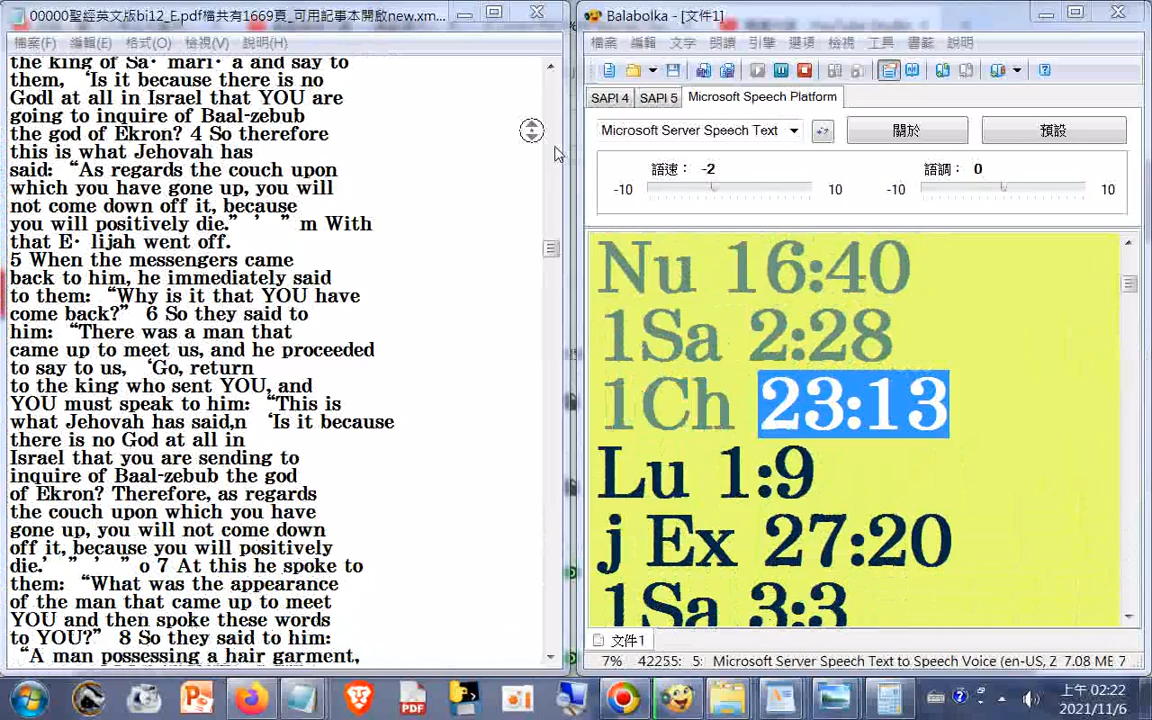 00000聖經英文版bi12_E.pdf檔共有1669頁_可用記事本開啟new.xm...
檔案(F) 編輯(E) 格式(O) 檢視(V) 說明(H)
the king of Sa· mari· a and say to
them, ‘Is it because there is no
Godl at all in Israel that YOU are
going to inquire of Baal-zebub
the god of Ekron? 4 So therefore
this is what Jehovah has
said: “As regards the couch upon
which you have gone up, you will
not come down off it, because
you will positively die.” ’ ” m With
that E· lijah went off.
5 When the messengers came
back to him, he immediately said
to them: “Why is it that YOU have
come back?” 6 So they said to
him: “There was a man that
came up to meet us, and he proceeded
to say to us, ‘Go, return
to the king who sent YOU, and
YOU must speak to him: “This is
what Jehovah has said,n ‘Is it because
there is no God at all in
Israel that you are sending to
inquire of Baal-zebub the god
of Ekron? Therefore, as regards
the couch upon which you have
gone up, you will not come down
off it, because you will positively
die.’ ” ’ ” o 7 At this he spoke to
them: “What was the appearance
of the man that came up to meet
YOU and then spoke these words
to YOU?” 8 So they said to him:
“A man possessing a hair garment,
Balabolka - [文件1]
檔案 編輯 文字 朗讀 引擎 選項 檢視 工具 書籤 說明
SAPI 4 SAPI 5 Microsoft Speech Platform
Microsoft Server Speech Text 關於 預設
語速： -2 語調： 0
-10 10 -10 10
Nu 16:40
1Sa 2:28
1Ch 23:13
Lu 1:9
j Ex 27:20
1Sa 3:3
文件1
7% 42255: 5: Microsoft Server Speech Text to Speech Voice (en-US, Z 7.08 ME 7
PDF
上午 02:22
2021/11/6